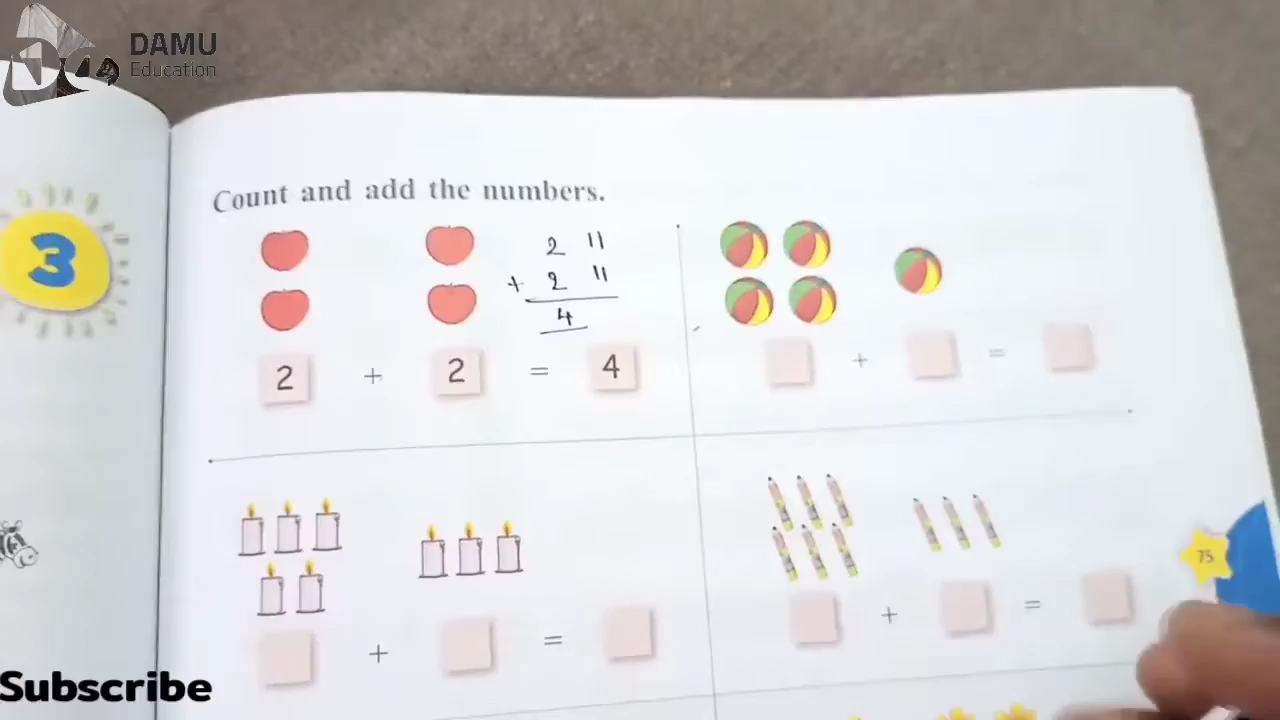 DAMU
Education
3
Count and add the numbers.
2 11
+ 2 11
4
2 + 2 = 4
+ =
+ =
+ =
75
Subscribe